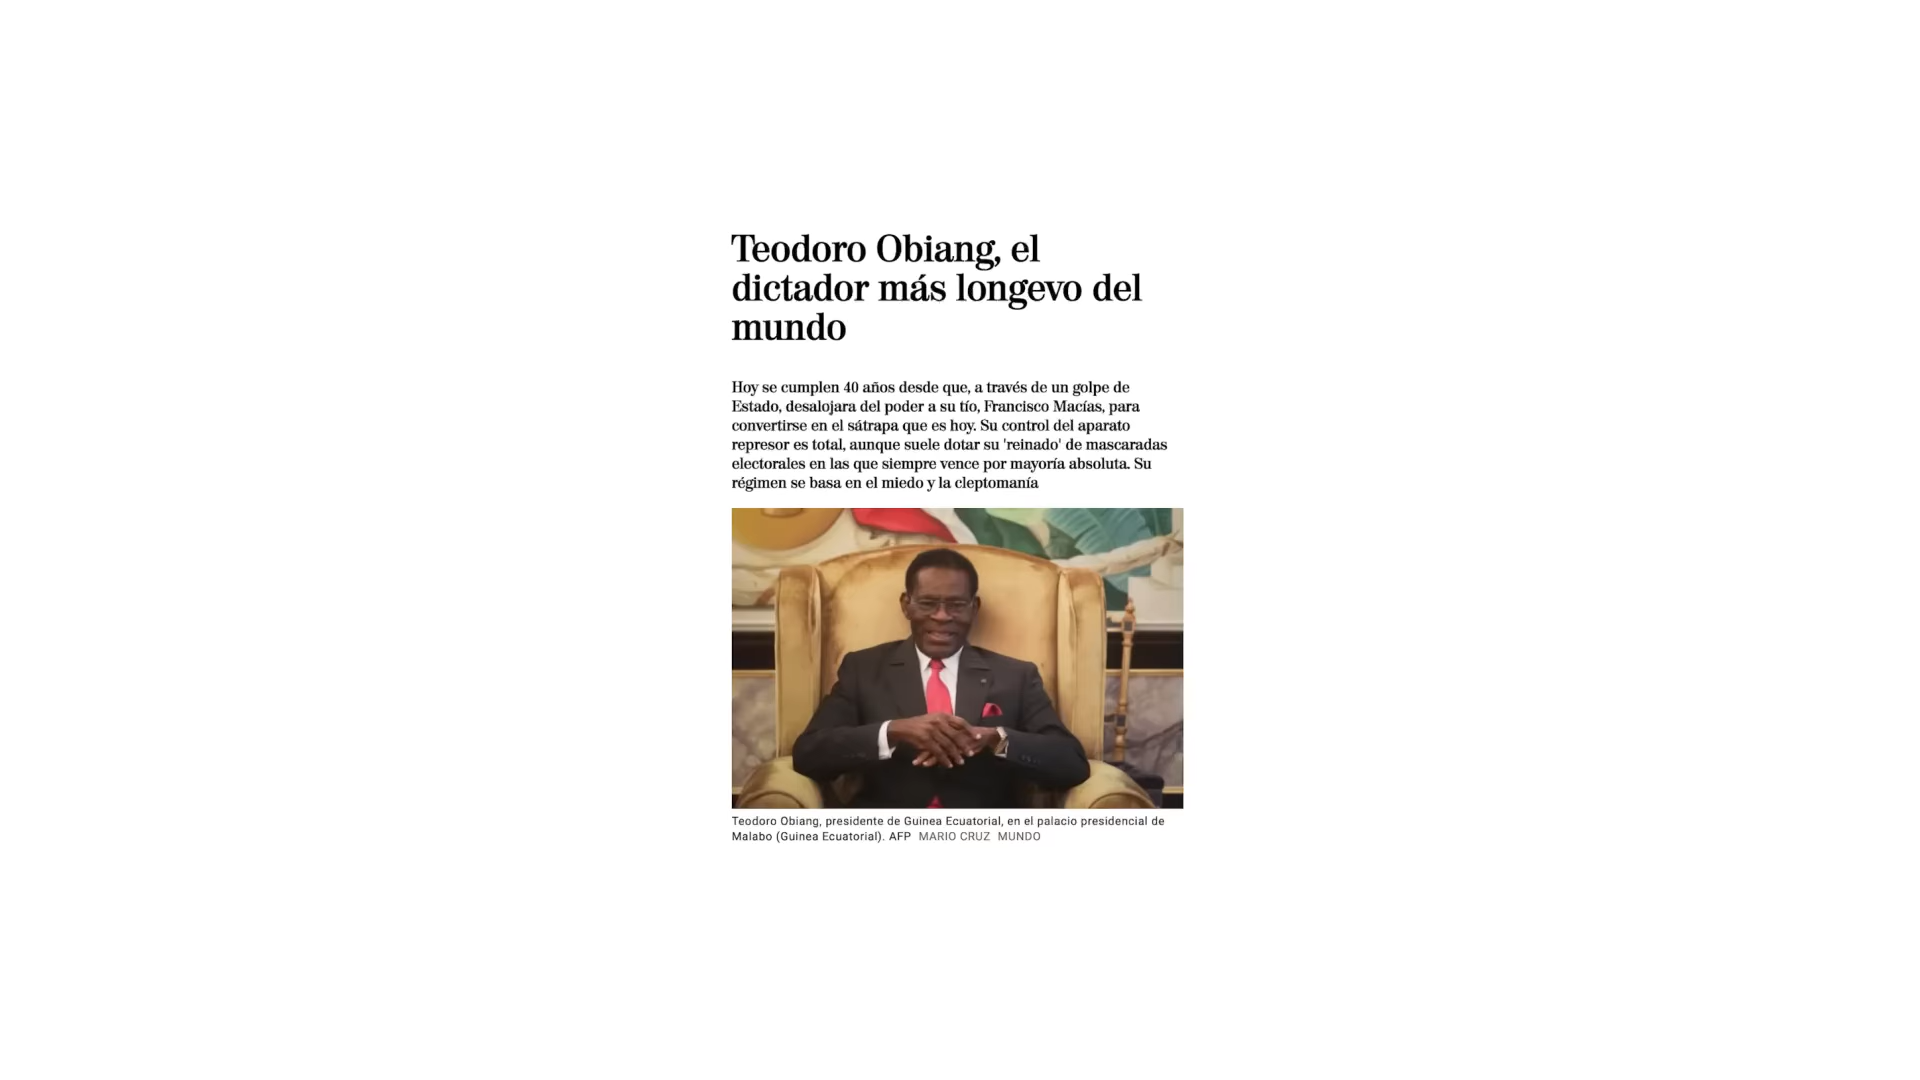 Teodoro Obiang, el
dictador más longevo del
mundo
Hoy se cumplen 40 años desde que, a través de un golpe de
Estado, desalojara del poder a su tío, Francisco Macías, para
convertirse en el sátrapa que es hoy. Su control del aparato
represor es total, aunque suele dotar su 'reinado' de mascaradas
electorales en las que siempre vence por mayoría absoluta. Su
régimen se basa en el miedo y la cleptomanía
Teodoro Obiang, presidente de Guinea Ecuatorial, en el palacio presidencial de
Malabo (Guinea Ecuatorial). AFP MARIO CRUZ MUNDO